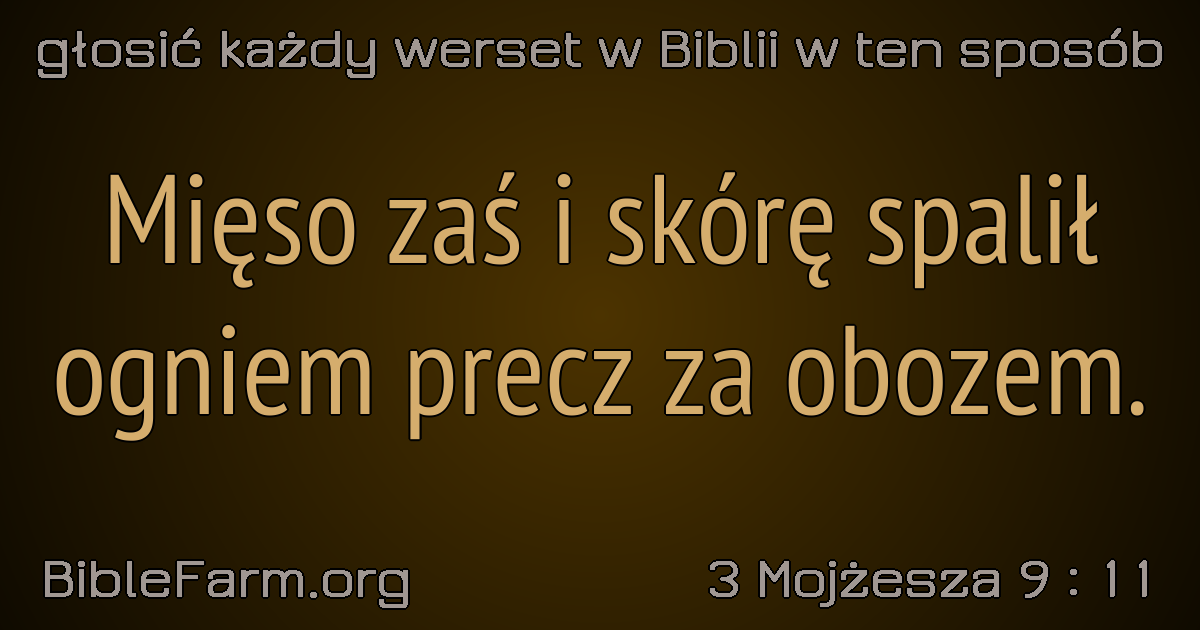 głosić każdy werset w Biblii w ten sposób
Mięso zaś i skórę spalił
ogniem precz za obozem.
BibleFarm.org
3 Mojżesza 9 : 11